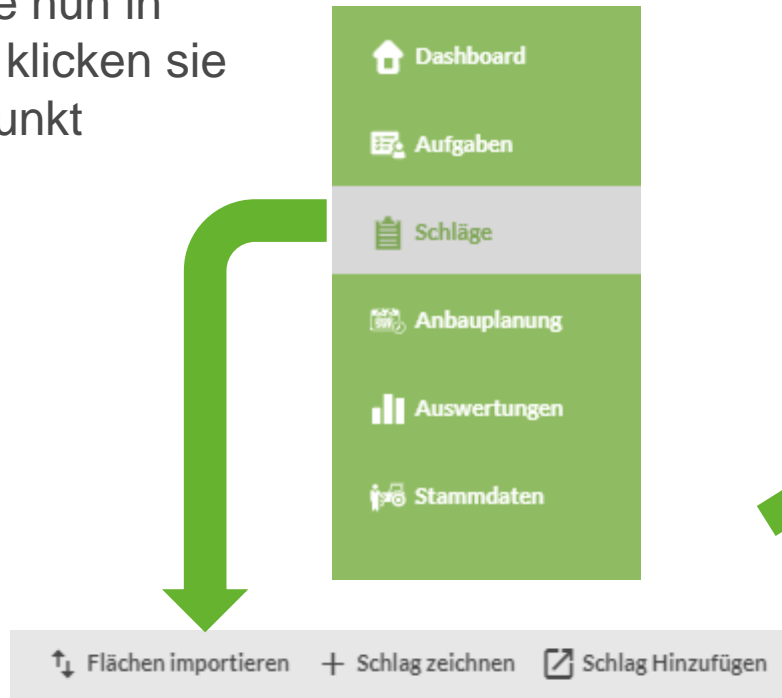 nun in
klicken sie
unkt
Dashboard
Aufgaben
Schläge
Anbauplanung
Auswertungen
Stammdaten
Flächen importieren + Schlag zeichnen Schlag Hinzufügen